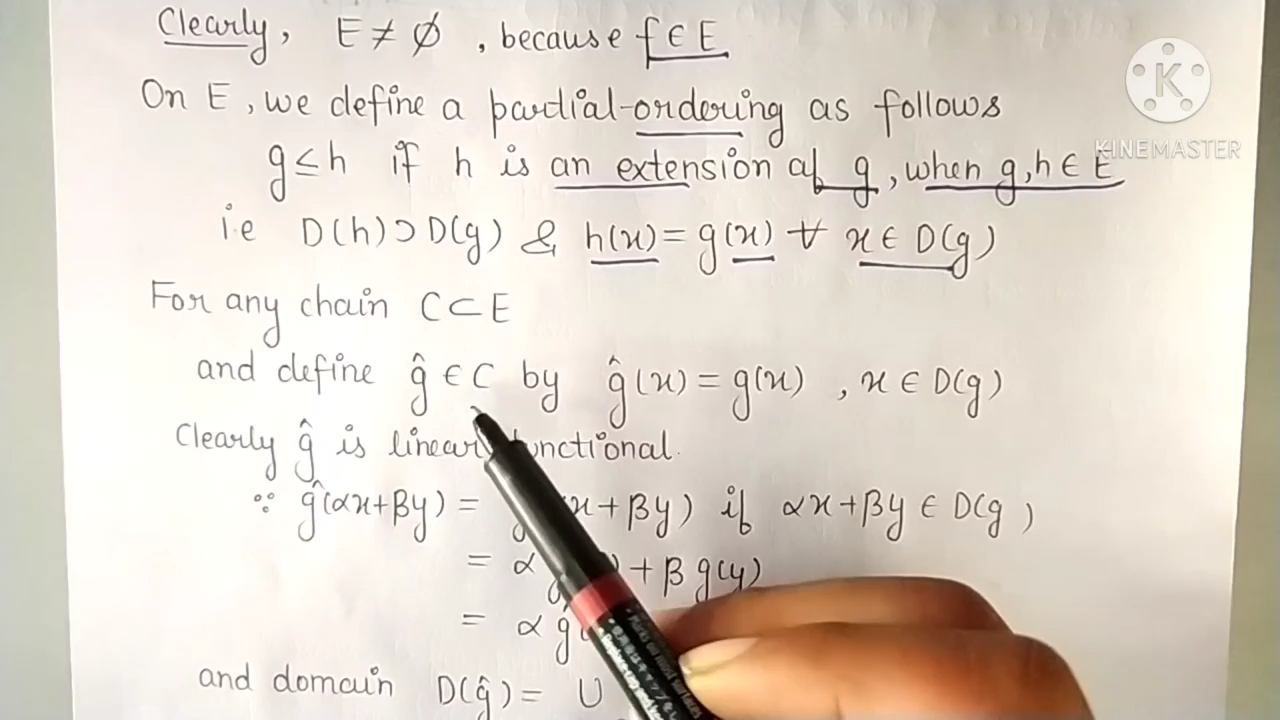 Clearly, E ≠ ∅, because f ∈ E
On E, we define a partial-ordering as follows
g ≤ h if h is an extension of g, when g, h ∈ E
i.e D(h) ⊃ D(g) & h(x) = g(x) ∀ x ∈ D(g)
For any chain C ⊂ E
and define ĝ ∈ C by ĝ(x) = g(x), x ∈ D(g)
Clearly ĝ is linear functional.
∵ ĝ(αx+βy) = x+βy) if αx+βy ∈ D(g)
= α + β g(y)
= α ĝ
and domain D(ĝ) = ∪
K
KINEMASTER